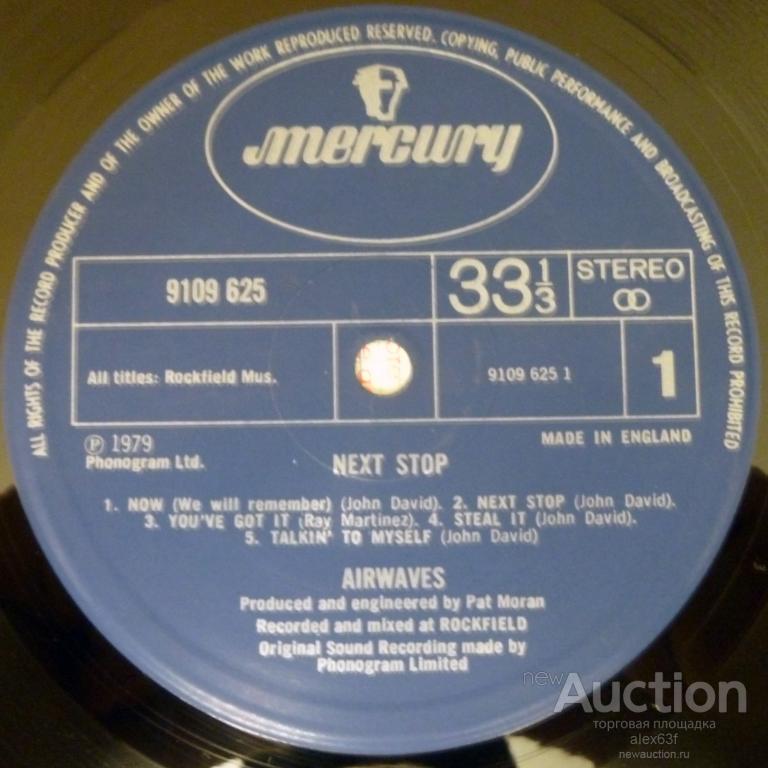 ALL RIGHTS OF THE RECORD PRODUCER AND OF THE OWNER OF THE WORK REPRODUCED RESERVED. COPYING, PUBLIC PERFORMANCE AND BROADCASTING OF THIS RECORD PROHIBITED
mercury
9109 625
33 1/3
STEREO
All titles: Rockfield Mus.
9109 625 1
1
℗ 1979
Phonogram Ltd.
MADE IN ENGLAND
NEXT STOP
1. NOW (We will remember) (John David). 2. NEXT STOP (John David).
3. YOU'VE GOT IT (Ray Martinez). 4. STEAL IT (John David).
5. TALKIN' TO MYSELF (John David)
AIRWAVES
Produced and engineered by Pat Moran
Recorded and mixed at ROCKFIELD
Original Sound Recording made by
Phonogram Limited
newAuction
торговая площадка
alex63f
newauction.ru